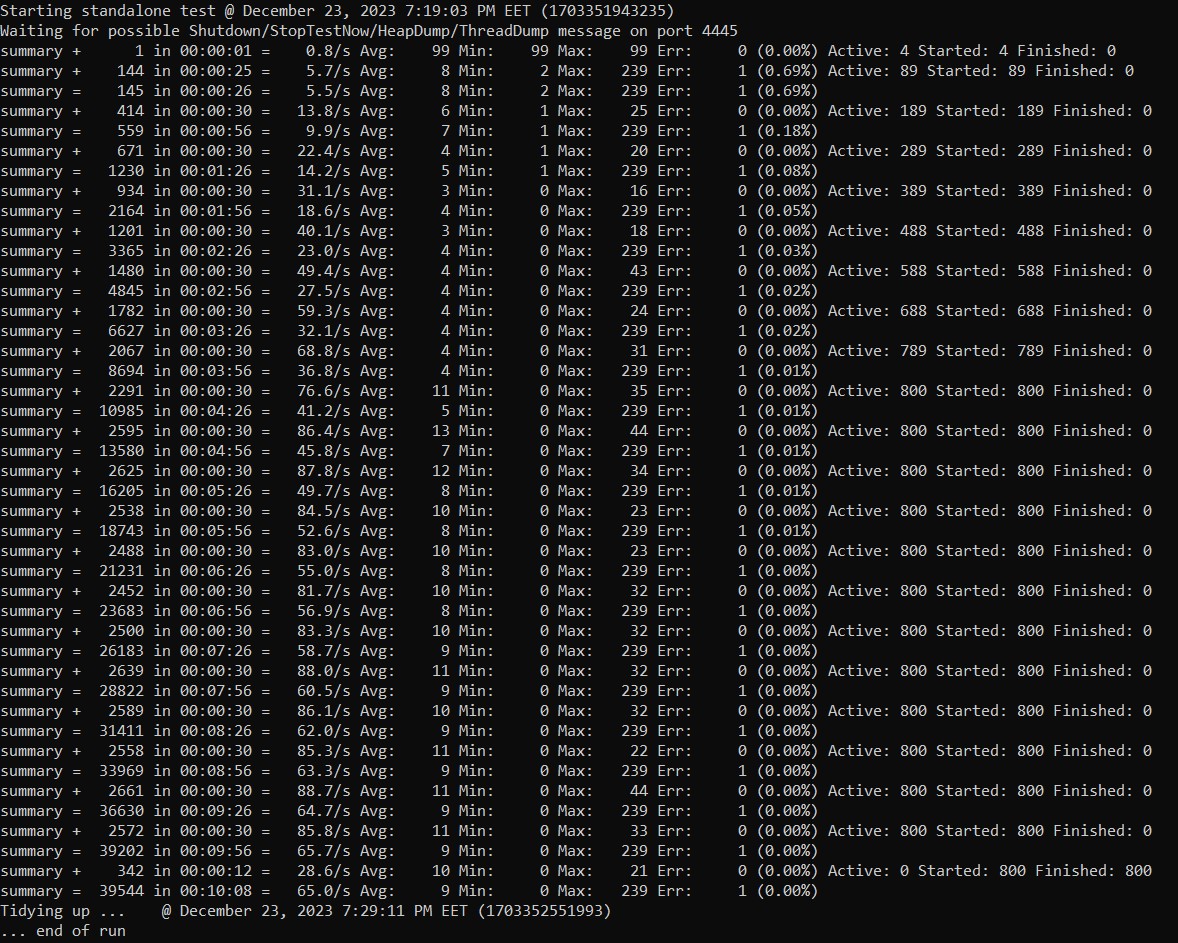 Starting standalone test @ December 23, 2023 7:19:03 PM EET (1703351943235)
Waiting for possible Shutdown/StopTestNow/HeapDump/ThreadDump message on port 4445
summary +      1 in 00:00:01 =    0.8/s Avg:    99 Min:    99 Max:    99 Err:     0 (0.00%) Active: 4 Started: 4 Finished: 0
summary +    144 in 00:00:25 =    5.7/s Avg:     8 Min:     2 Max:   239 Err:     1 (0.69%) Active: 89 Started: 89 Finished: 0
summary =    145 in 00:00:26 =    5.5/s Avg:     8 Min:     2 Max:   239 Err:     1 (0.69%)
summary +    414 in 00:00:30 =   13.8/s Avg:     6 Min:     1 Max:    25 Err:     0 (0.00%) Active: 189 Started: 189 Finished: 0
summary =    559 in 00:00:56 =    9.9/s Avg:     7 Min:     1 Max:   239 Err:     1 (0.18%)
summary +    671 in 00:00:30 =   22.4/s Avg:     4 Min:     1 Max:    20 Err:     0 (0.00%) Active: 289 Started: 289 Finished: 0
summary =   1230 in 00:01:26 =   14.2/s Avg:     5 Min:     1 Max:   239 Err:     1 (0.08%)
summary +    934 in 00:00:30 =   31.1/s Avg:     3 Min:     0 Max:    16 Err:     0 (0.00%) Active: 389 Started: 389 Finished: 0
summary =   2164 in 00:01:56 =   18.6/s Avg:     4 Min:     0 Max:   239 Err:     1 (0.05%)
summary +   1201 in 00:00:30 =   40.1/s Avg:     3 Min:     0 Max:    18 Err:     0 (0.00%) Active: 488 Started: 488 Finished: 0
summary =   3365 in 00:02:26 =   23.0/s Avg:     4 Min:     0 Max:   239 Err:     1 (0.03%)
summary +   1480 in 00:00:30 =   49.4/s Avg:     4 Min:     0 Max:    43 Err:     0 (0.00%) Active: 588 Started: 588 Finished: 0
summary =   4845 in 00:02:56 =   27.5/s Avg:     4 Min:     0 Max:   239 Err:     1 (0.02%)
summary +   1782 in 00:00:30 =   59.3/s Avg:     4 Min:     0 Max:    24 Err:     0 (0.00%) Active: 688 Started: 688 Finished: 0
summary =   6627 in 00:03:26 =   32.1/s Avg:     4 Min:     0 Max:   239 Err:     1 (0.02%)
summary +   2067 in 00:00:30 =   68.8/s Avg:     4 Min:     0 Max:    31 Err:     0 (0.00%) Active: 789 Started: 789 Finished: 0
summary =   8694 in 00:03:56 =   36.8/s Avg:     4 Min:     0 Max:   239 Err:     1 (0.01%)
summary +   2291 in 00:00:30 =   76.6/s Avg:    11 Min:     0 Max:    35 Err:     0 (0.00%) Active: 800 Started: 800 Finished: 0
summary =  10985 in 00:04:26 =   41.2/s Avg:     5 Min:     0 Max:   239 Err:     1 (0.01%)
summary +   2595 in 00:00:30 =   86.4/s Avg:    13 Min:     0 Max:    44 Err:     0 (0.00%) Active: 800 Started: 800 Finished: 0
summary =  13580 in 00:04:56 =   45.8/s Avg:     7 Min:     0 Max:   239 Err:     1 (0.01%)
summary +   2625 in 00:00:30 =   87.8/s Avg:    12 Min:     0 Max:    34 Err:     0 (0.00%) Active: 800 Started: 800 Finished: 0
summary =  16205 in 00:05:26 =   49.7/s Avg:     8 Min:     0 Max:   239 Err:     1 (0.01%)
summary +   2538 in 00:00:30 =   84.5/s Avg:    10 Min:     0 Max:    23 Err:     0 (0.00%) Active: 800 Started: 800 Finished: 0
summary =  18743 in 00:05:56 =   52.6/s Avg:     8 Min:     0 Max:   239 Err:     1 (0.01%)
summary +   2488 in 00:00:30 =   83.0/s Avg:    10 Min:     0 Max:    23 Err:     0 (0.00%) Active: 800 Started: 800 Finished: 0
summary =  21231 in 00:06:26 =   55.0/s Avg:     8 Min:     0 Max:   239 Err:     1 (0.00%)
summary +   2452 in 00:00:30 =   81.7/s Avg:    10 Min:     0 Max:    32 Err:     0 (0.00%) Active: 800 Started: 800 Finished: 0
summary =  23683 in 00:06:56 =   56.9/s Avg:     8 Min:     0 Max:   239 Err:     1 (0.00%)
summary +   2500 in 00:00:30 =   83.3/s Avg:    10 Min:     0 Max:    32 Err:     0 (0.00%) Active: 800 Started: 800 Finished: 0
summary =  26183 in 00:07:26 =   58.7/s Avg:     9 Min:     0 Max:   239 Err:     1 (0.00%)
summary +   2639 in 00:00:30 =   88.0/s Avg:    11 Min:     0 Max:    32 Err:     0 (0.00%) Active: 800 Started: 800 Finished: 0
summary =  28822 in 00:07:56 =   60.5/s Avg:     9 Min:     0 Max:   239 Err:     1 (0.00%)
summary +   2589 in 00:00:30 =   86.1/s Avg:    10 Min:     0 Max:    32 Err:     0 (0.00%) Active: 800 Started: 800 Finished: 0
summary =  31411 in 00:08:26 =   62.0/s Avg:     9 Min:     0 Max:   239 Err:     1 (0.00%)
summary +   2558 in 00:00:30 =   85.3/s Avg:    11 Min:     0 Max:    22 Err:     0 (0.00%) Active: 800 Started: 800 Finished: 0
summary =  33969 in 00:08:56 =   63.3/s Avg:     9 Min:     0 Max:   239 Err:     1 (0.00%)
summary +   2661 in 00:00:30 =   88.7/s Avg:    11 Min:     0 Max:    44 Err:     0 (0.00%) Active: 800 Started: 800 Finished: 0
summary =  36630 in 00:09:26 =   64.7/s Avg:     9 Min:     0 Max:   239 Err:     1 (0.00%)
summary +   2572 in 00:00:30 =   85.8/s Avg:    11 Min:     0 Max:    33 Err:     0 (0.00%) Active: 800 Started: 800 Finished: 0
summary =  39202 in 00:09:56 =   65.7/s Avg:     9 Min:     0 Max:   239 Err:     1 (0.00%)
summary +    342 in 00:00:12 =   28.6/s Avg:    10 Min:     0 Max:    21 Err:     0 (0.00%) Active: 0 Started: 800 Finished: 800
summary =  39544 in 00:10:08 =   65.0/s Avg:     9 Min:     0 Max:   239 Err:     1 (0.00%)
Tidying up ...    @ December 23, 2023 7:29:11 PM EET (1703352551993)
... end of run